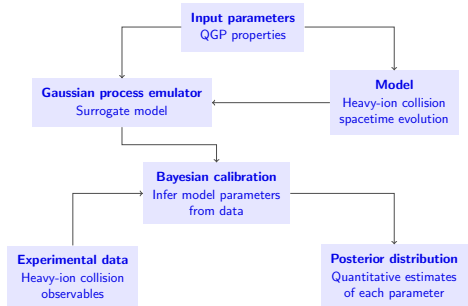 Input parameters
QGP properties
Gaussian process emulator
Surrogate model
Model
Heavy-ion collision
spacetime evolution
Bayesian calibration
Infer model parameters
from data
Experimental data
Heavy-ion collision
observables
Posterior distribution
Quantitative estimates
of each parameter